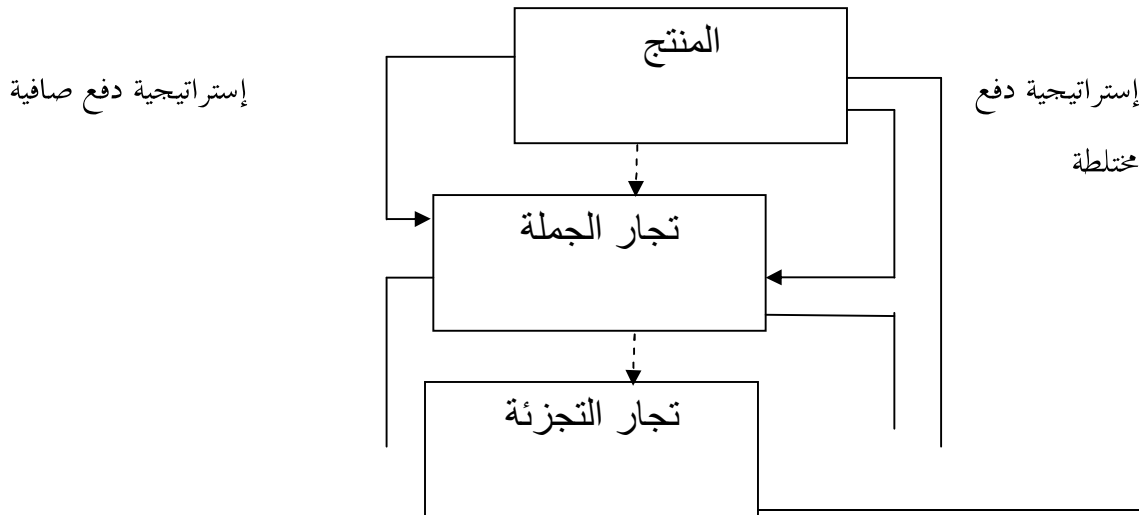 المنتج
إستراتيجية دفع
مختلطة
إستراتيجية دفع صافية
تجار الجملة
تجار التجزئة